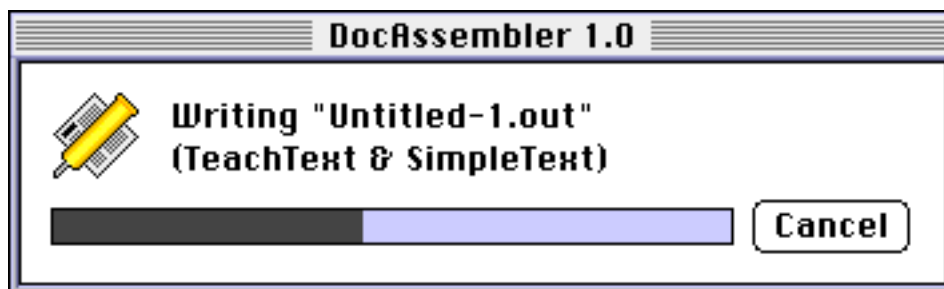 DocAssembler 1.0
Writing "Untitled-1.out"
(TeachText & SimpleText)
Cancel